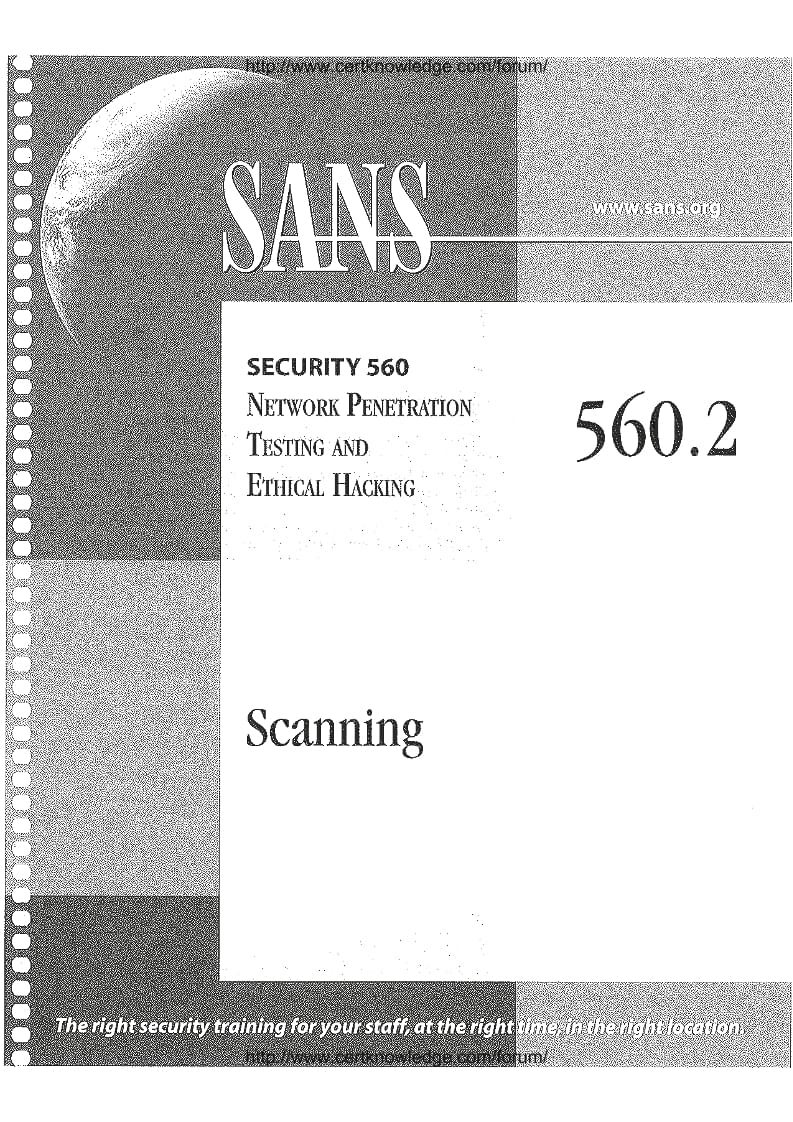 http://www.certknowledge.com/forum/
SANS
www.sans.org
SECURITY 560
NETWORK PENETRATION
TESTING AND
ETHICAL HACKING
560.2
Scanning
The right security training for your staff, at the right time, in the right location.
http://www.certknowledge.com/forum/